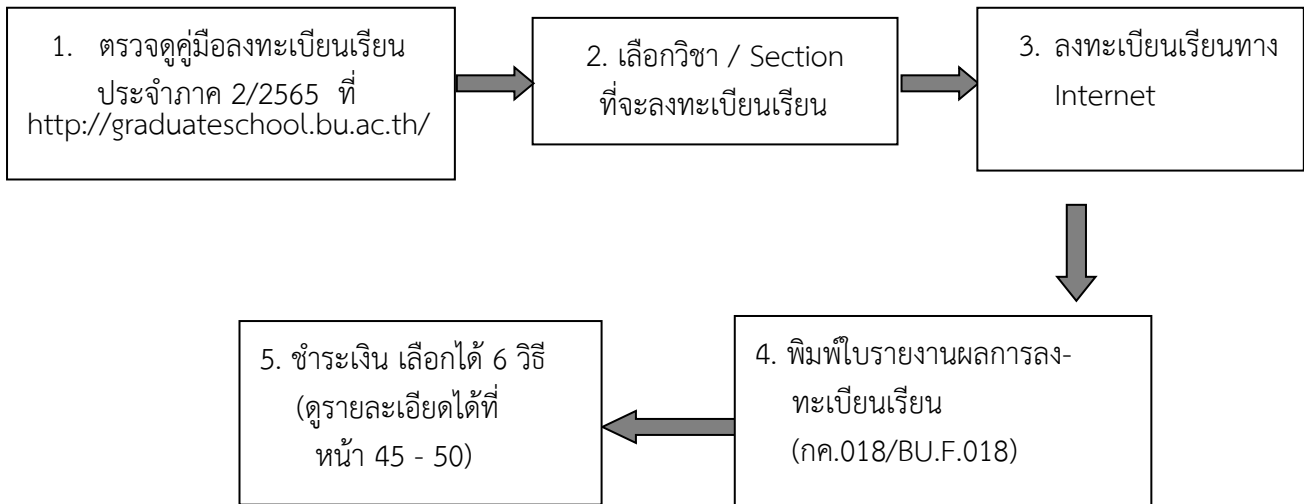 1. ตรวจดูคู่มือลงทะเบียนเรียน
ประจำภาค 2/2565 ที่
http://graduateschool.bu.ac.th/
2. เลือกวิชา / Section
ที่จะลงทะเบียนเรียน
3. ลงทะเบียนเรียนทาง
Internet
4. พิมพ์ใบรายงานผลการลง-
ทะเบียนเรียน
(กค.018/BU.F.018)
5. ชำระเงิน เลือกได้ 6 วิธี
(ดูรายละเอียดได้ที่
หน้า 45 - 50)